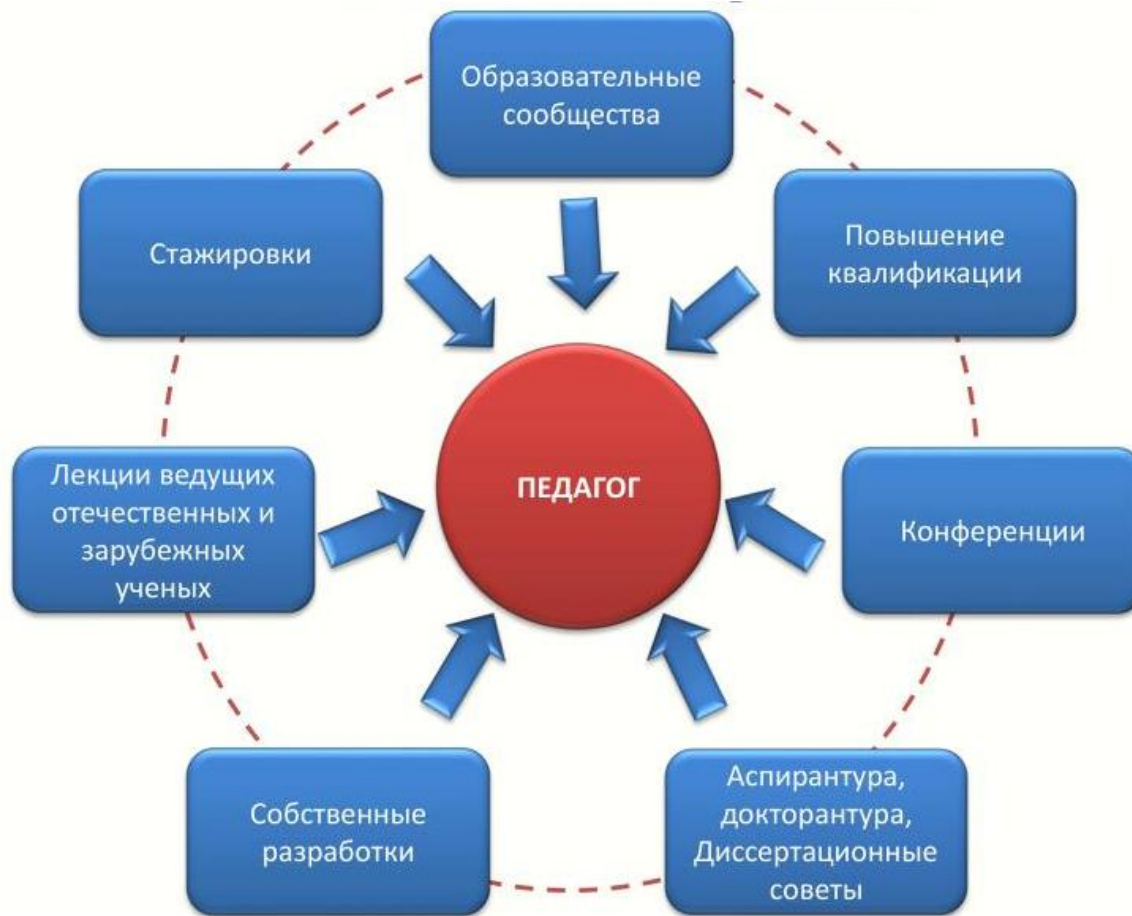 Образовательные
сообщества
Стажировки
Повышение
квалификации
Лекции ведущих
отечественных и
зарубежных
ученых
ПЕДАГОГ
Конференции
Собственные
разработки
Аспирантура,
докторантура,
Диссертационные
советы